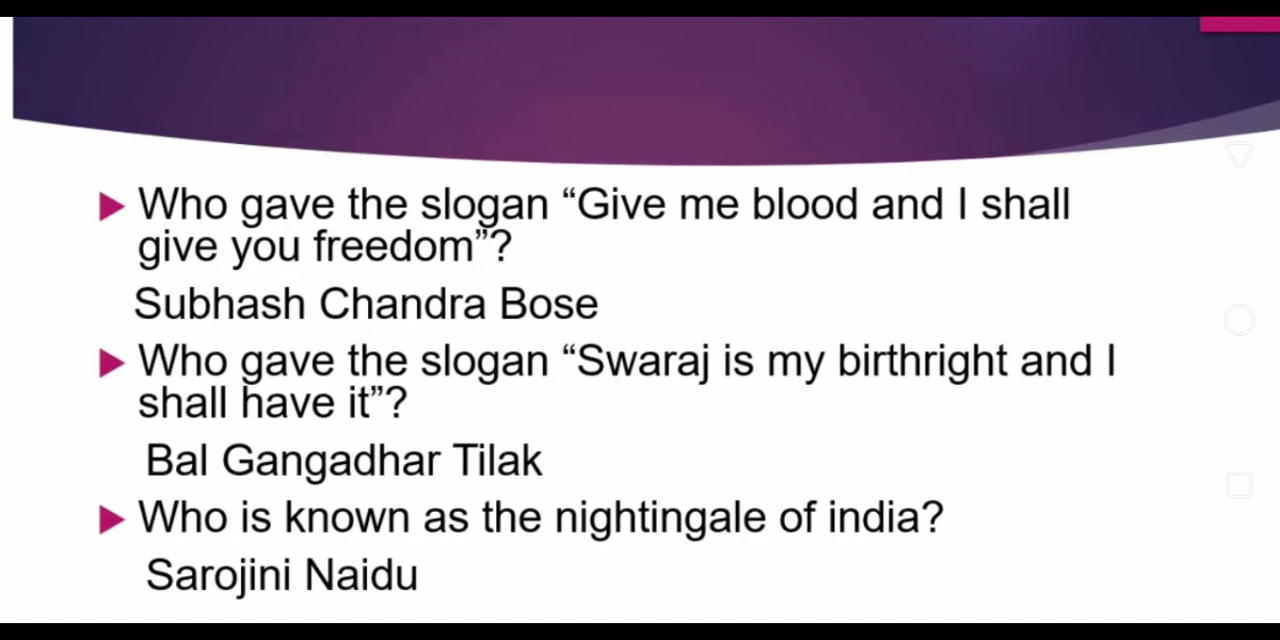 Who gave the slogan “Give me blood and I shall
give you freedom”?
Subhash Chandra Bose
Who gave the slogan “Swaraj is my birthright and I
shall have it”?
Bal Gangadhar Tilak
Who is known as the nightingale of india?
Sarojini Naidu